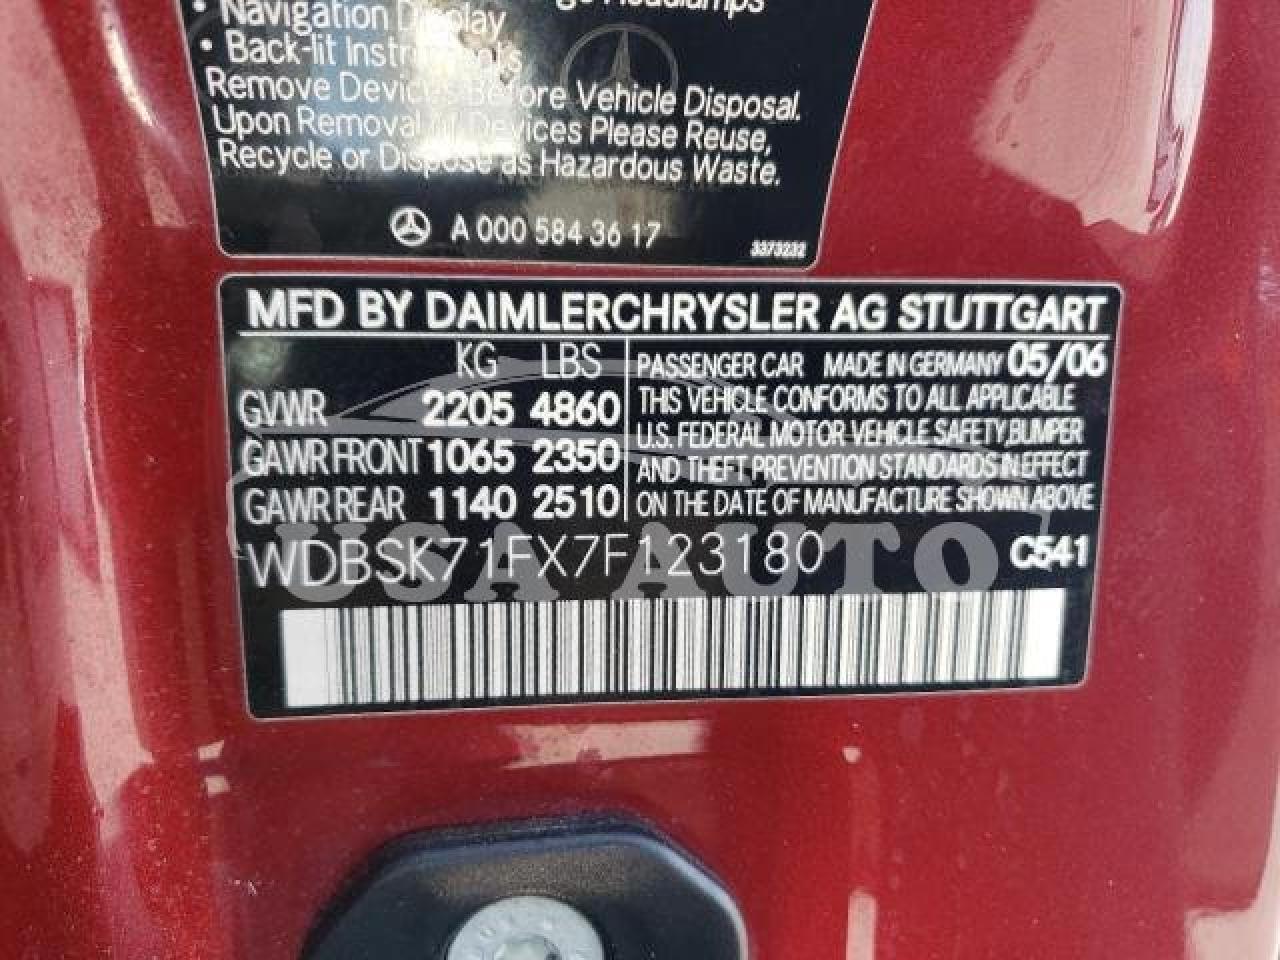 • Navigation Display
• Back-lit Instruments
Remove Devices Before Vehicle Disposal.
Upon Removal of Devices Please Reuse,
Recycle or Dispose as Hazardous Waste.
A 000 584 36 17
3373232
MFD BY DAIMLERCHRYSLER AG STUTTGART
KG LBS
GVWR 2205 4860
GAWR FRONT 1065 2350
GAWR REAR 1140 2510
PASSENGER CAR MADE IN GERMANY 05/06
THIS VEHICLE CONFORMS TO ALL APPLICABLE
U.S. FEDERAL MOTOR VEHICLE SAFETY,BUMPER
AND THEFT PREVENTION STANDARDS IN EFFECT
ON THE DATE OF MANUFACTURE SHOWN ABOVE
WDBSK71FX7F123180
C541
USA AUTO